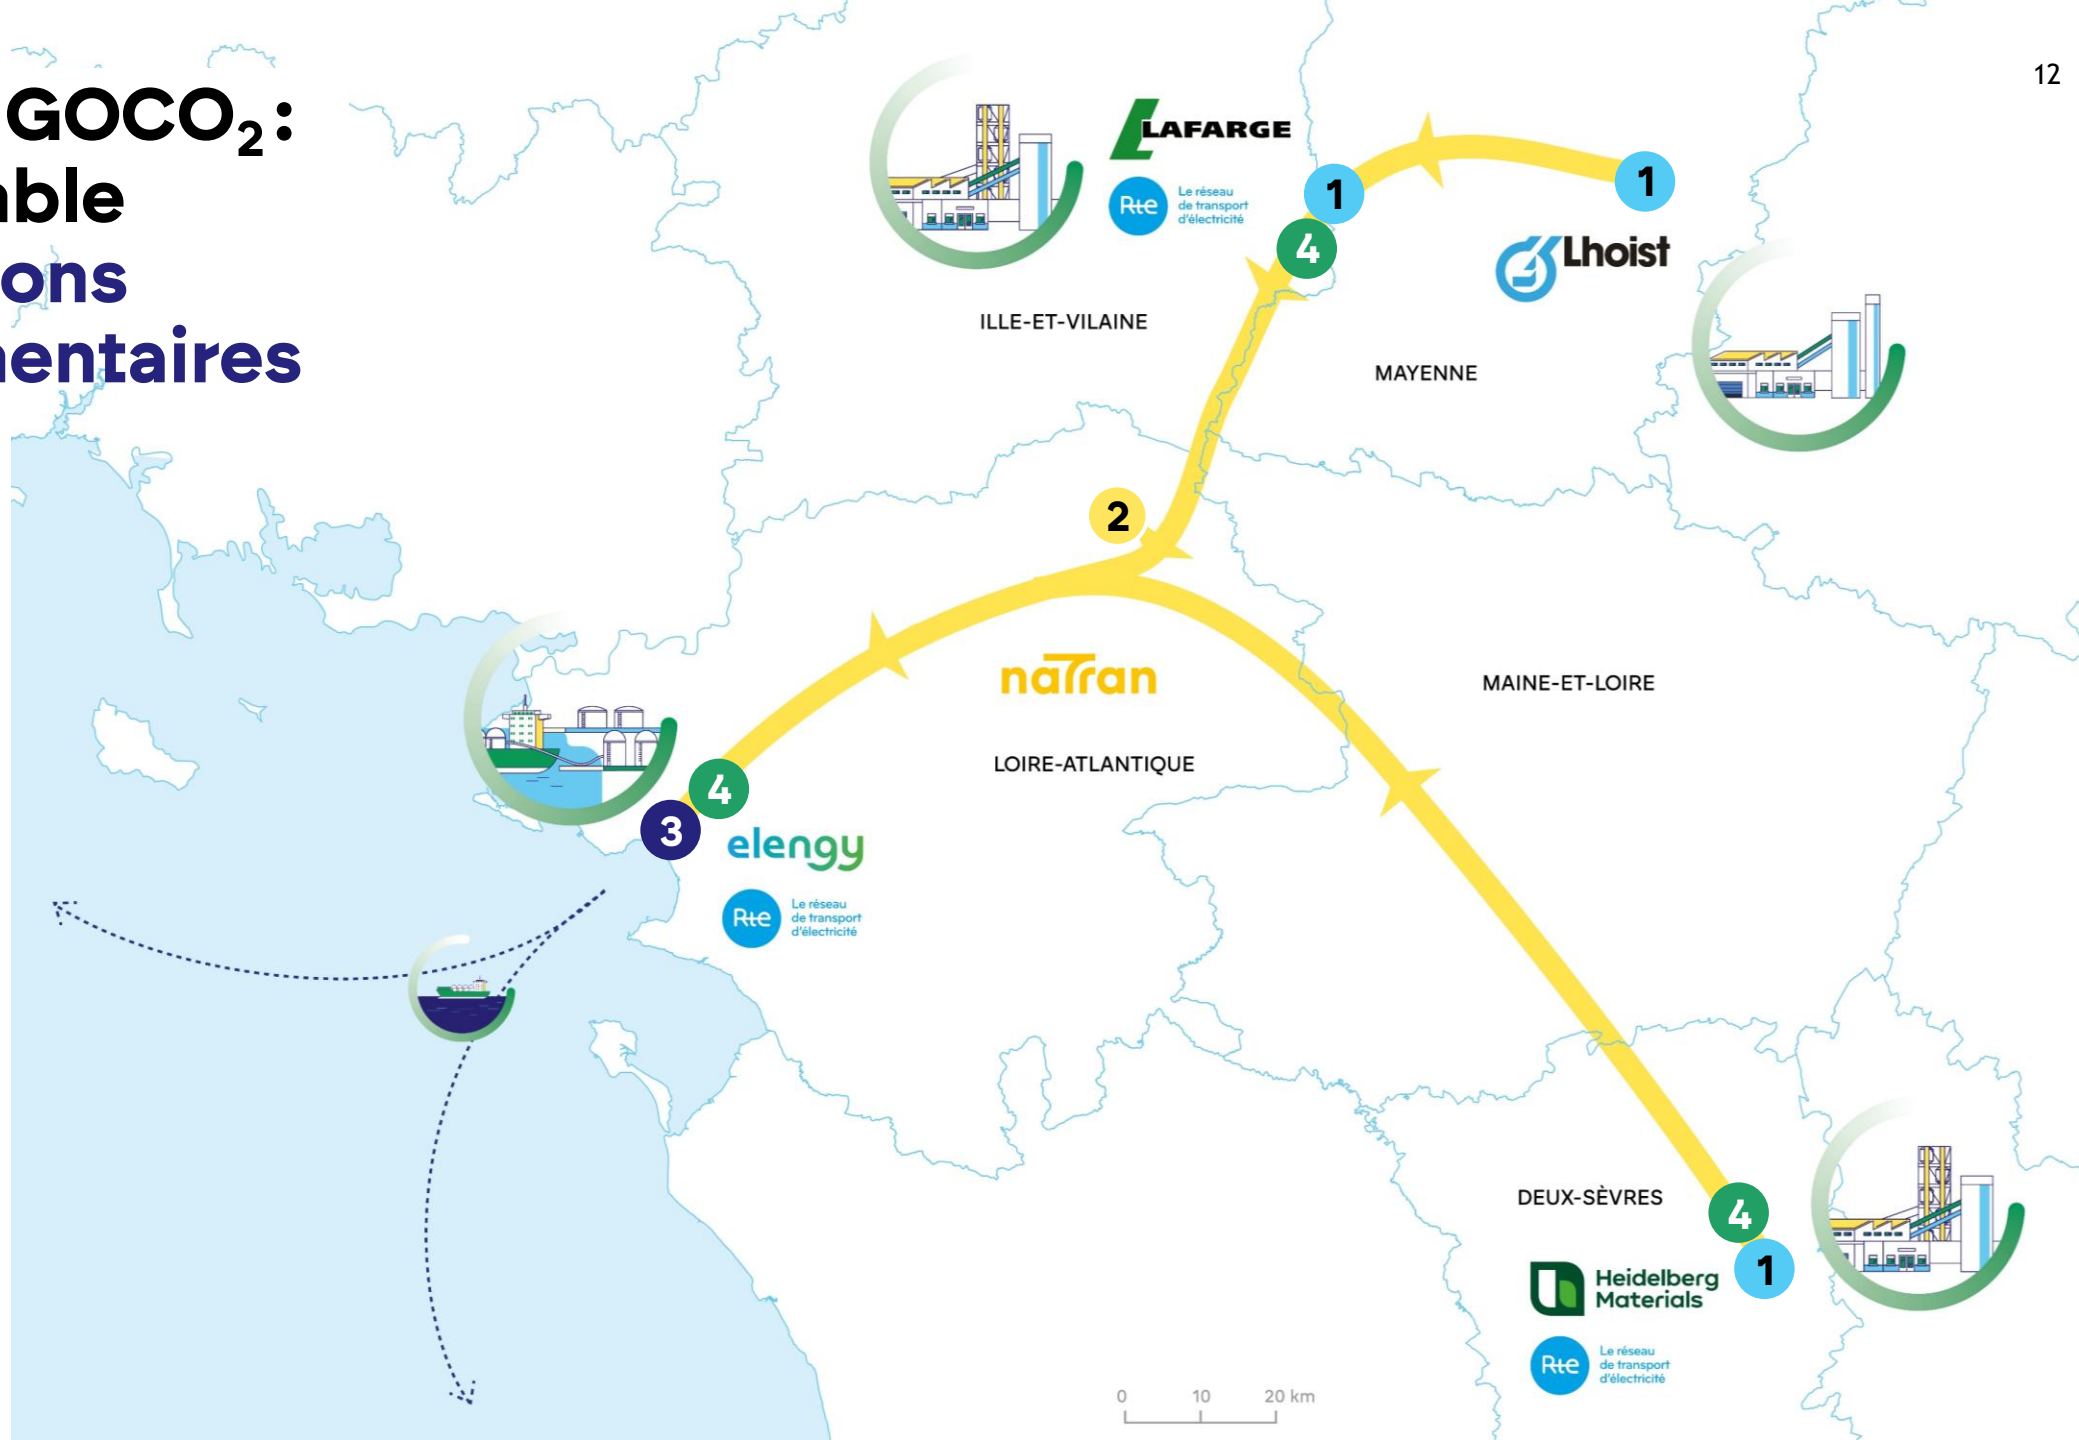 12
GOCO₂ :
able
ons
nentaires
LAFARGE
Rte
Le réseau
de transport
d'électricité
1
1
4
Lhoist
ILLE-ET-VILAINE
MAYENNE
2
naTran
MAINE-ET-LOIRE
LOIRE-ATLANTIQUE
4
3
elengy
Rte
Le réseau
de transport
d'électricité
DEUX-SÈVRES
4
1
Heidelberg
Materials
Rte
Le réseau
de transport
d'électricité
0 10 20 km